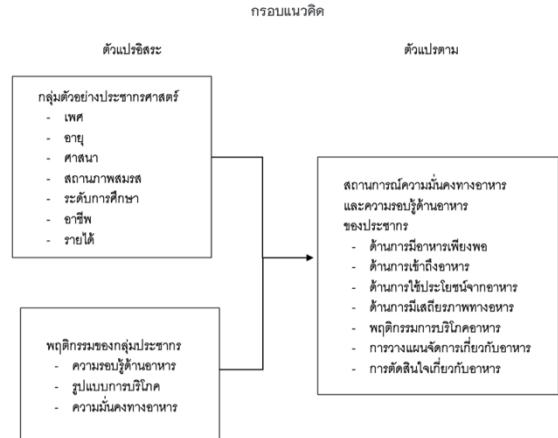 กรอบแนวคิด
ตัวแปรอิสระ
ตัวแปรตาม
กลุ่มตัวอย่างประชากรศาสตร์
- เพศ
- อายุ
- ศาสนา
- สถานภาพสมรส
- ระดับการศึกษา
- อาชีพ
- รายได้
พฤติกรรมของกลุ่มประชากร
- ความรอบรู้ด้านอาหาร
- รูปแบบการบริโภค
- ความมั่นคงทางอาหาร
สถานการณ์ความมั่นคงทางอาหาร
และความรอบรู้ด้านอาหาร
ของประชากร
- ด้านการมีอาหารเพียงพอ
- ด้านการเข้าถึงอาหาร
- ด้านการใช้ประโยชน์จากอาหาร
- ด้านการมีเสถียรภาพทางอหาร
- พฤติกรรมการบริโภคอาหาร
- การวางแผนจัดการเกี่ยวกับอาหาร
- การตัดสินใจเกี่ยวกับอาหาร